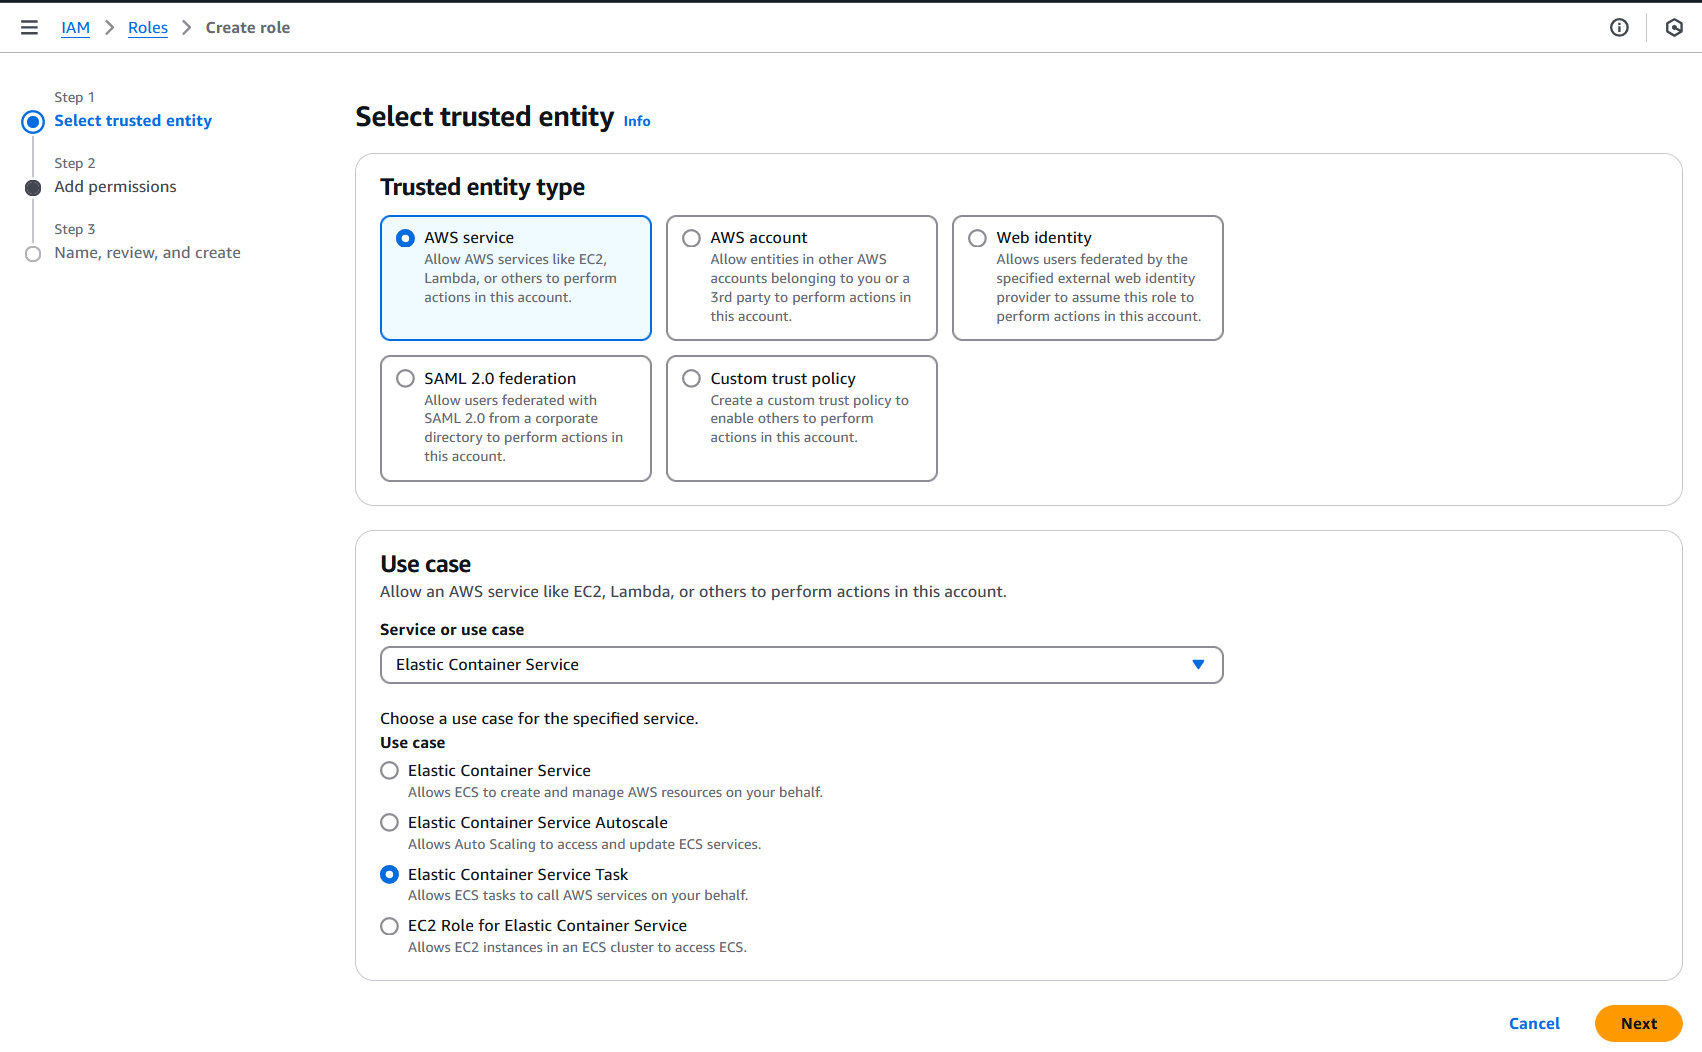 IAM > Roles > Create role
Step 1
Select trusted entity
Step 2
Add permissions
Step 3
Name, review, and create
Select trusted entity Info
Trusted entity type
AWS service
Allow AWS services like EC2,
Lambda, or others to perform
actions in this account.
AWS account
Allow entities in other AWS
accounts belonging to you or a
3rd party to perform actions in
this account.
Web identity
Allows users federated by the
specified external web identity
provider to assume this role to
perform actions in this account.
SAML 2.0 federation
Allow users federated with
SAML 2.0 from a corporate
directory to perform actions in
this account.
Custom trust policy
Create a custom trust policy to
enable others to perform
actions in this account.
Use case
Allow an AWS service like EC2, Lambda, or others to perform actions in this account.
Service or use case
Elastic Container Service
Choose a use case for the specified service.
Use case
Elastic Container Service
Allows ECS to create and manage AWS resources on your behalf.
Elastic Container Service Autoscale
Allows Auto Scaling to access and update ECS services.
Elastic Container Service Task
Allows ECS tasks to call AWS services on your behalf.
EC2 Role for Elastic Container Service
Allows EC2 instances in an ECS cluster to access ECS.
Cancel Next